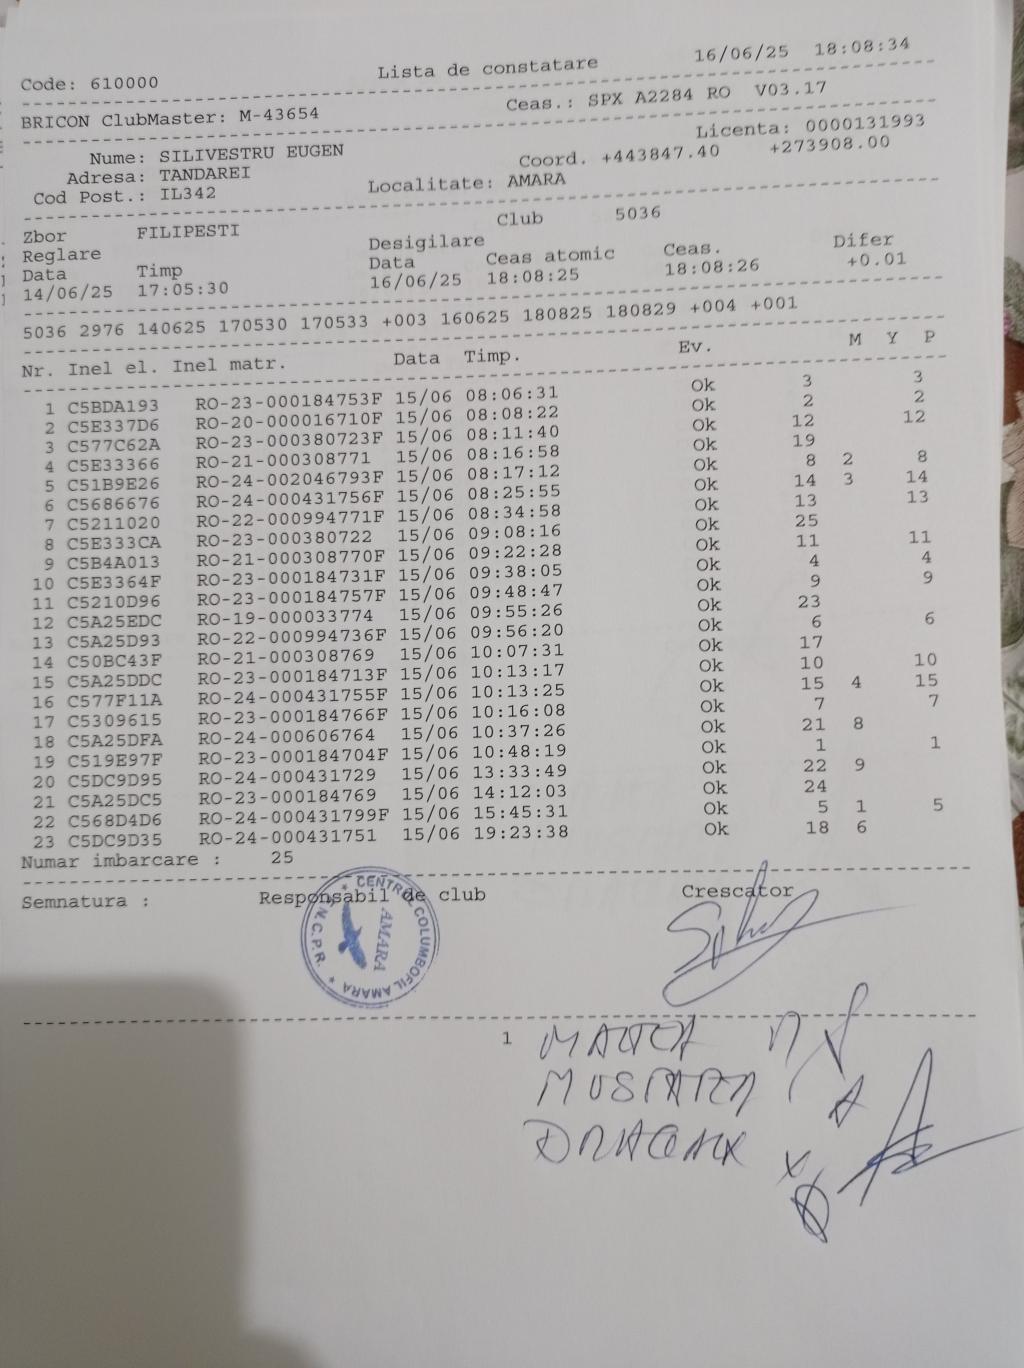 Code: 610000 Lista de constatare 16/06/25 18:08:34
BRICON ClubMaster: M-43654 Ceas.: SPX A2284 RO V03.17
Licenta: 0000131993
Nume: SILIVESTRU EUGEN Coord. +443847.40 +273908.00
Adresa: TANDAREI
Cod Post.: IL342 Localitate: AMARA
Zbor FILIPESTI Club 5036
Reglare Desigilare
Data Timp Data Ceas atomic Ceas. Difer
14/06/25 17:05:30 16/06/25 18:08:25 18:08:26 +0.01
5036 2976 140625 170530 170533 +003 160625 180825 180829 +004 +001
Nr. Inel el. Inel matr. Data Timp. Ev. M Y P
1 C5BDA193 RO-23-000184753F 15/06 08:06:31 Ok 3 3
2 C5E337D6 RO-20-000016710F 15/06 08:08:22 Ok 2 2
3 C577C62A RO-23-000380723F 15/06 08:11:40 Ok 12 12
4 C5E33366 RO-21-000308771 15/06 08:16:58 Ok 19
5 C51B9E26 RO-24-002046793F 15/06 08:17:12 Ok 8 2 8
6 C5686676 RO-24-000431756F 15/06 08:25:55 Ok 14 3 14
7 C5211020 RO-22-000994771F 15/06 08:34:58 Ok 13 13
8 C5E333CA RO-23-000380722 15/06 09:08:16 Ok 25
9 C5B4A013 RO-21-000308770F 15/06 09:22:28 Ok 11 11
10 C5E3364F RO-23-000184731F 15/06 09:38:05 Ok 4 4
11 C5210D96 RO-23-000184757F 15/06 09:48:47 Ok 9 9
12 C5A25EDC RO-19-000033774 15/06 09:55:26 Ok 23
13 C5A25D93 RO-22-000994736F 15/06 09:56:20 Ok 6 6
14 C50BC43F RO-21-000308769 15/06 10:07:31 Ok 17
15 C5A25DDC RO-23-000184713F 15/06 10:13:17 Ok 10 10
16 C577F11A RO-24-000431755F 15/06 10:13:25 Ok 15 4 15
17 C5309615 RO-23-000184766F 15/06 10:16:08 Ok 7 7
18 C5A25DFA RO-24-000606764 15/06 10:37:26 Ok 21 8
19 C519E97F RO-23-000184704F 15/06 10:48:19 Ok 1 1
20 C5DC9D95 RO-24-000431729 15/06 13:33:49 Ok 22 9
21 C5A25DC5 RO-23-000184769 15/06 14:12:03 Ok 24
22 C568D4D6 RO-24-000431799F 15/06 15:45:31 Ok 5 1 5
23 C5DC9D35 RO-24-000431751 15/06 19:23:38 Ok 18 6
Numar imbarcare : 25
Semnatura : Responsabil de club Crescator
CENTRUL COLUMBOFIL AMARA
U.N.C.P.R.
AMARA
1